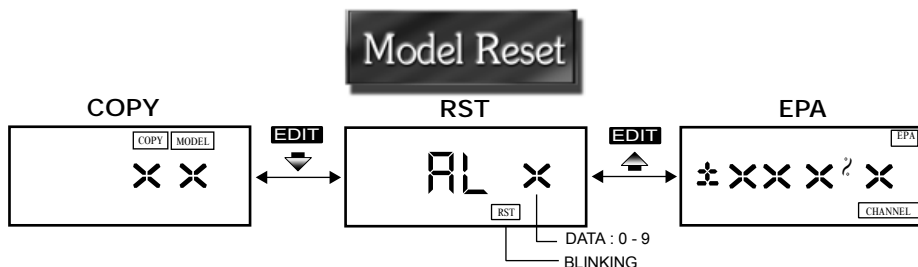 Model Reset
COPY RST EPA
COPY MODEL
× ×
EDIT
AL ×
RST
EDIT
EPA
±×× ×% ×
CHANNEL
DATA : 0 - 9
BLINKING